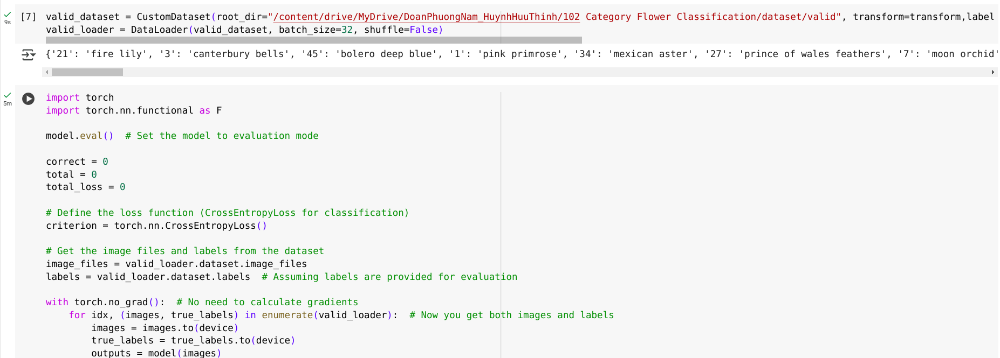 [7] valid_dataset = CustomDataset(root_dir="/content/drive/MyDrive/DoanPhuongNam_HuynhHuuThinh/102 Category Flower Classification/dataset/valid", transform=transform,label
9s
valid_loader = DataLoader(valid_dataset, batch_size=32, shuffle=False)
{'21': 'fire lily', '3': 'canterbury bells', '45': 'bolero deep blue', '1': 'pink primrose', '34': 'mexican aster', '27': 'prince of wales feathers', '7': 'moon orchid'
5m
import torch
import torch.nn.functional as F
model.eval()  # Set the model to evaluation mode
correct = 0
total = 0
total_loss = 0
# Define the loss function (CrossEntropyLoss for classification)
criterion = torch.nn.CrossEntropyLoss()
# Get the image files and labels from the dataset
image_files = valid_loader.dataset.image_files
labels = valid_loader.dataset.labels  # Assuming labels are provided for evaluation
with torch.no_grad():  # No need to calculate gradients
    for idx, (images, true_labels) in enumerate(valid_loader):  # Now you get both images and labels
        images = images.to(device)
        true_labels = true_labels.to(device)
        outputs = model(images)